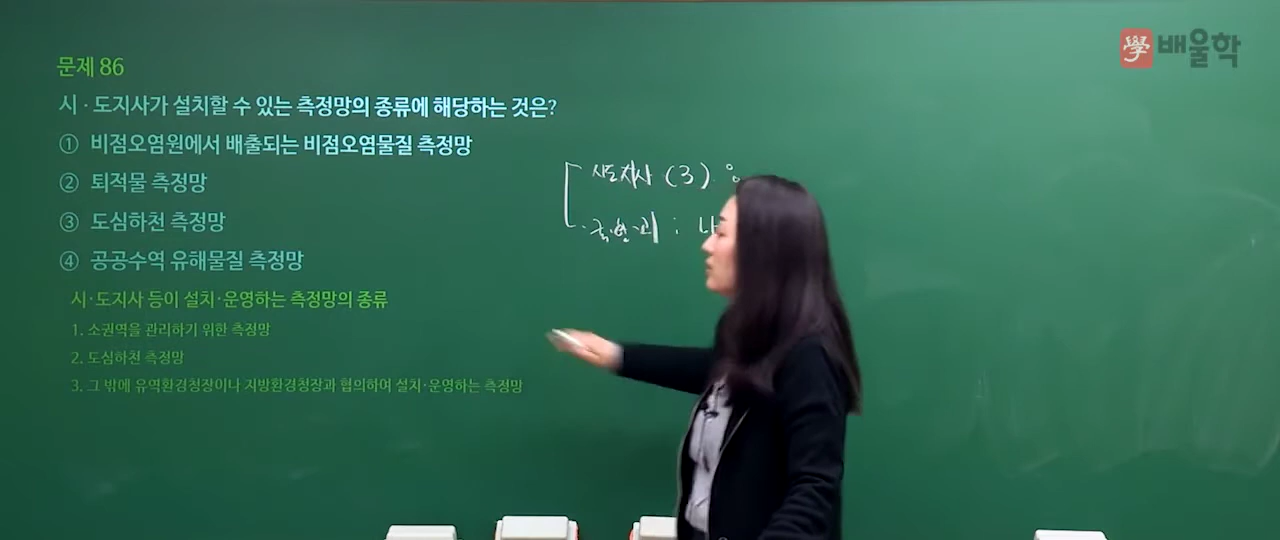 學 배울학
문제 86
시·도지사가 설치할 수 있는 측정망의 종류에 해당하는 것은?
① 비점오염원에서 배출되는 비점오염물질 측정망
② 퇴적물 측정망
③ 도심하천 측정망
④ 공공수역 유해물질 측정망
시·도지사 등이 설치·운영하는 측정망의 종류
1. 소권역을 관리하기 위한 측정망
2. 도심하천 측정망
3. 그 밖에 유역환경청장이나 지방환경청장과 협의하여 설치·운영하는 측정망
시도지사 (3)